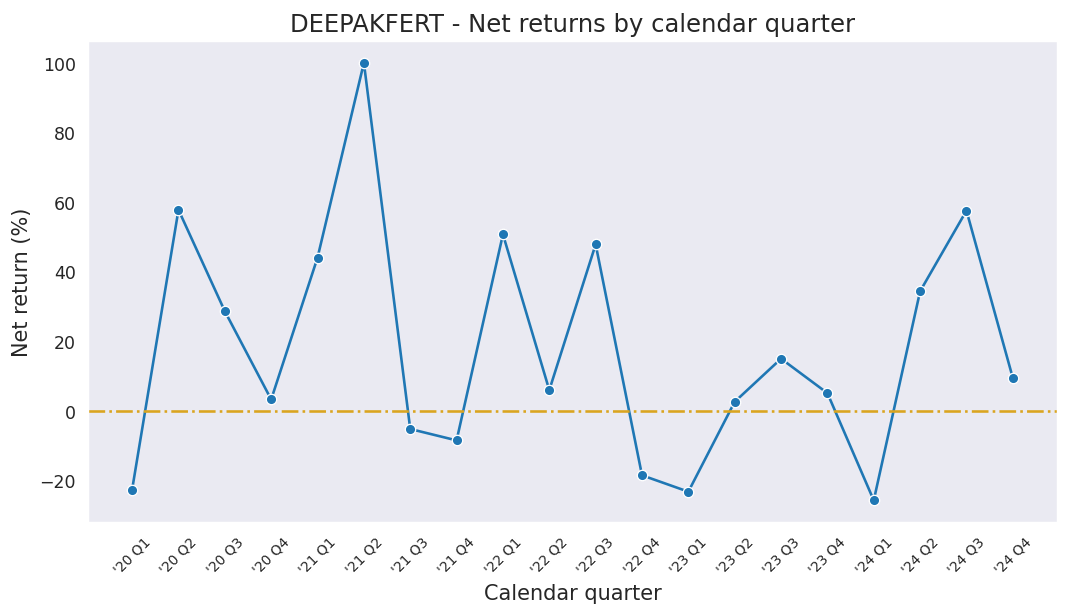 DEEPAKFERT - Net returns by calendar quarter
Net return (%)
100
80
60
40
20
0
−20
'20 Q1
'20 Q2
'20 Q3
'20 Q4
'21 Q1
'21 Q2
'21 Q3
'21 Q4
'22 Q1
'22 Q2
'22 Q3
'22 Q4
'23 Q1
'23 Q2
'23 Q3
'23 Q4
'24 Q1
'24 Q2
'24 Q3
'24 Q4
Calendar quarter